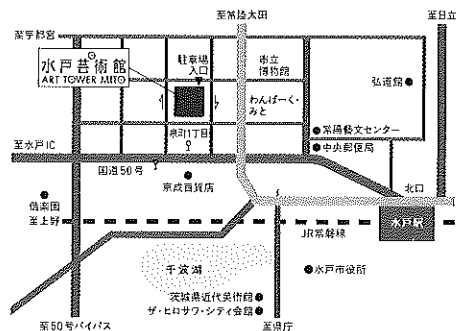 至常陸太田
至日立
至宇都宮
水戸芸術館
ART TOWER MITO
駐車場
入口
市立
博物館
弘道館
わんぱーく・
みと
泉町1丁目
常陽藝文センター
中央郵便局
至水戸IC
国道50号
京成百貨店
北口
偕楽園
至上野
JR常磐線
水戸駅
千波湖
水戸市役所
茨城県近代美術館
ザ・ヒロサワ・シティ会館
至50号バイパス
至県庁